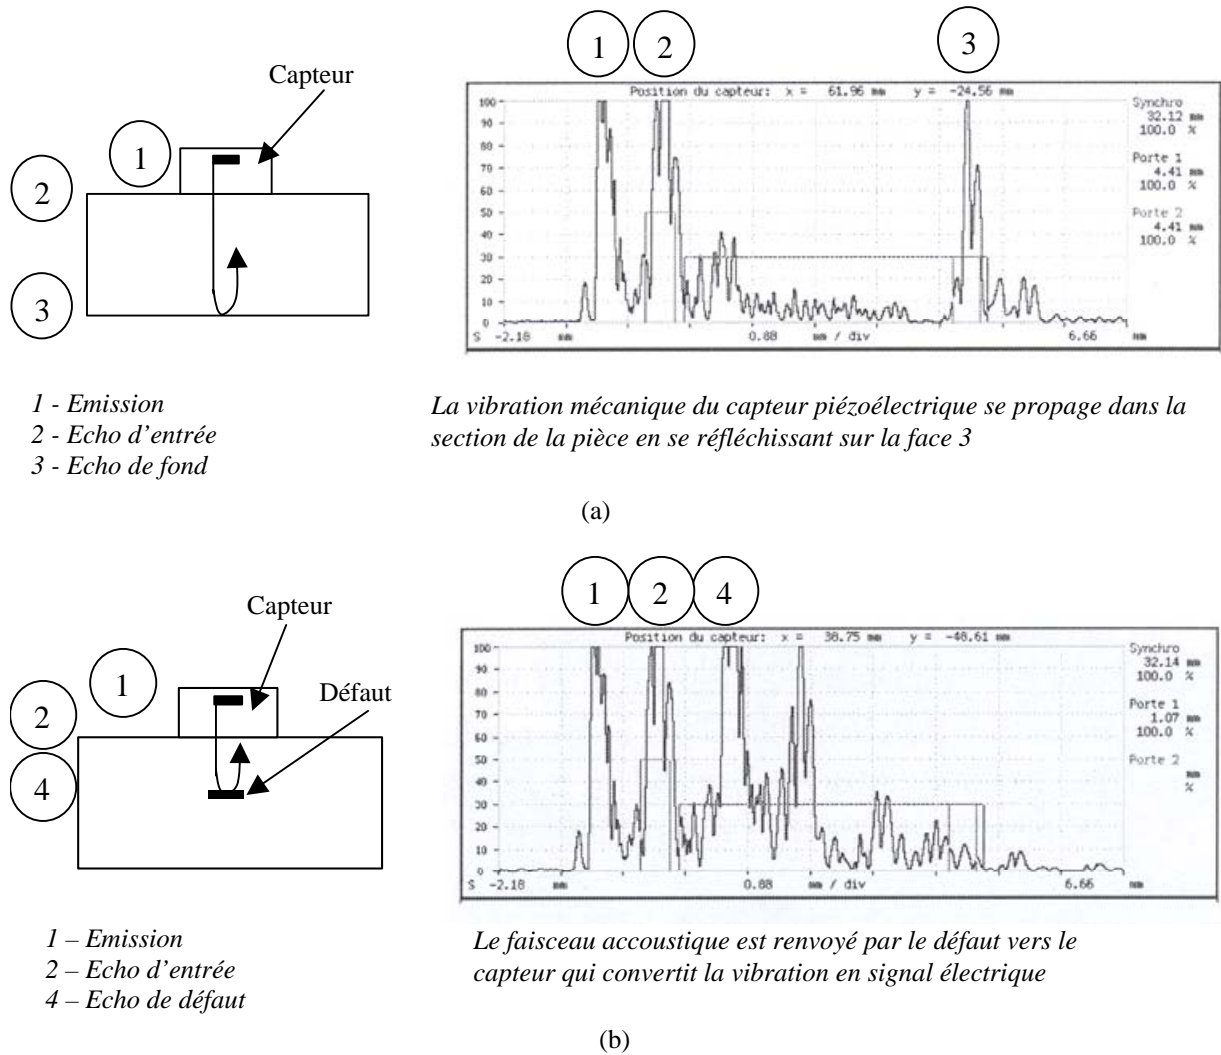 1
2
3
Capteur
1
2
3
Position du capteur: x = 61.96 mm y = -24.56 mm
100
90
80
70
60
50
40
30
20
10
0
S -2.18 mm 0.88 mm / div 6.66 mm
Synchro
32.12 mm
100.0 %
Porte 1
4.41 mm
100.0 %
Porte 2
4.41 mm
100.0 %
1 - Emission
2 - Echo d'entrée
3 - Echo de fond
La vibration mécanique du capteur piézoélectrique se propage dans la
section de la pièce en se réfléchissant sur la face 3
(a)
1
2
4
Capteur
Défaut
1
2
4
Position du capteur: x = 38.75 mm y = -48.61 mm
100
90
80
70
60
50
40
30
20
10
0
S -2.18 mm 0.88 mm / div 6.66 mm
Synchro
32.14 mm
100.0 %
Porte 1
1.07 mm
100.0 %
Porte 2
mm
%
1 – Emission
2 – Echo d'entrée
4 – Echo de défaut
Le faisceau accoustique est renvoyé par le défaut vers le
capteur qui convertit la vibration en signal électrique
(b)